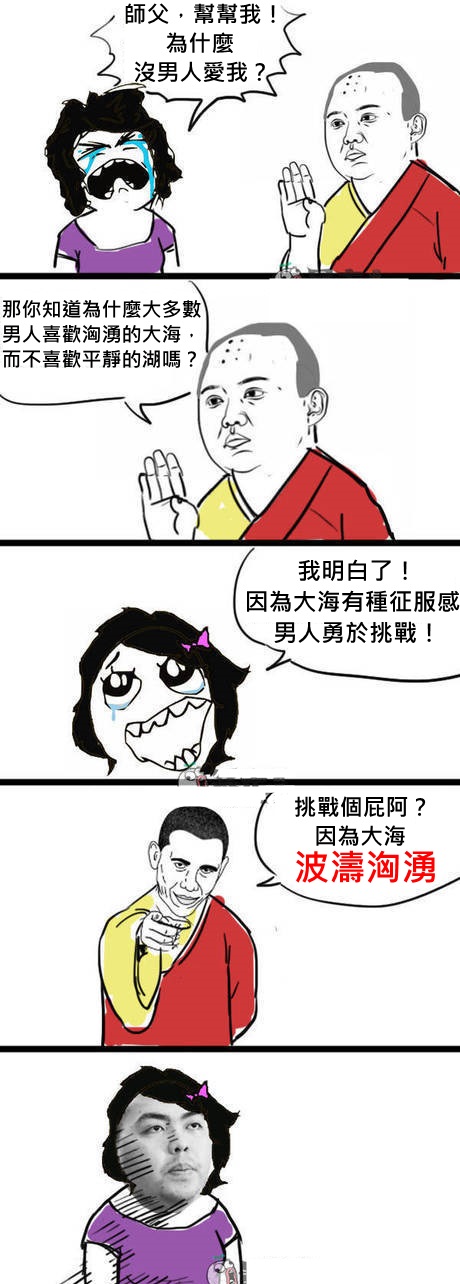 師父，幫幫我！
為什麼
沒男人愛我？
那你知道為什麼大多數
男人喜歡洶湧的大海，
而不喜歡平靜的湖嗎？
我明白了！
因為大海有種征服感
男人勇於挑戰！
挑戰個屁阿？
因為大海
波濤洶湧